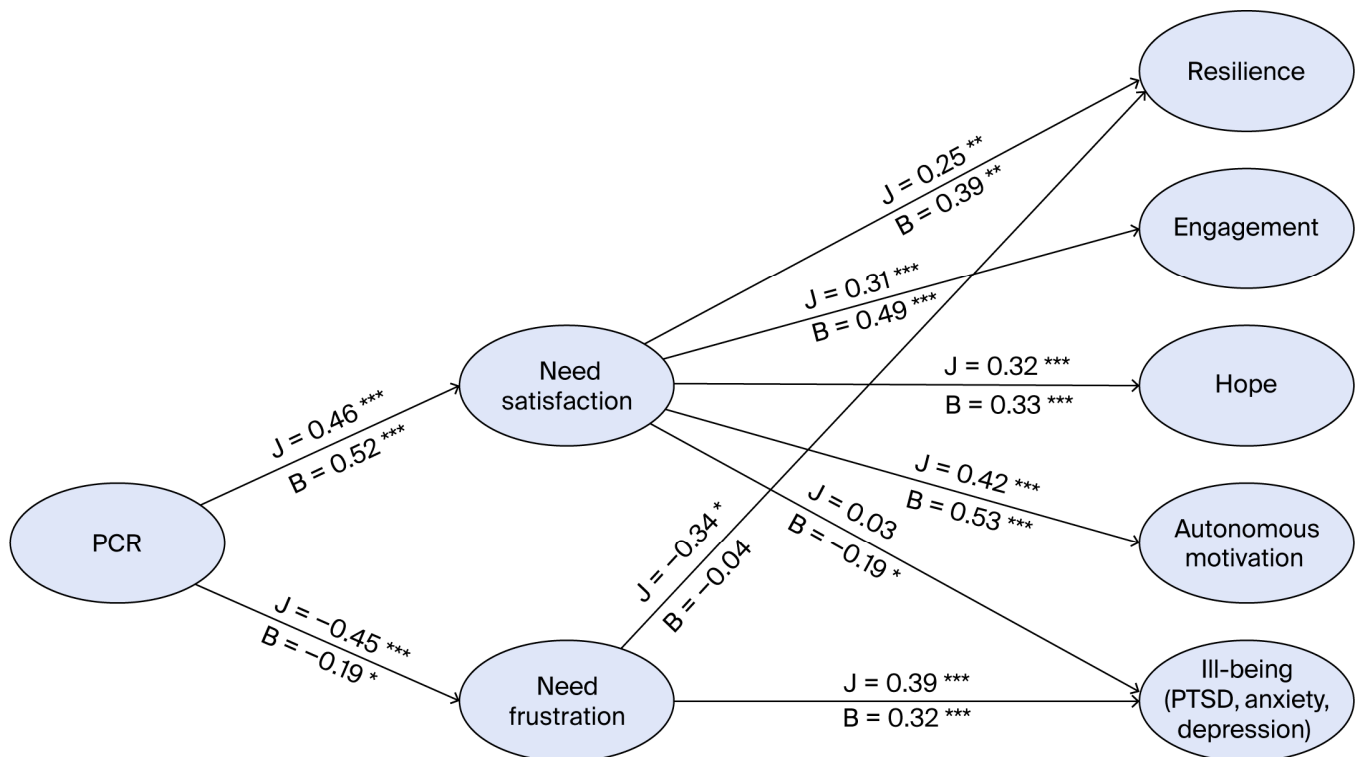 Resilience
J = 0.25 **
B = 0.39 **
Engagement
J = 0.31 ***
B = 0.49 ***
Need
satisfaction
J = 0.32 ***
B = 0.33 ***
Hope
J = 0.46 ***
B = 0.52 ***
J = 0.42 ***
B = 0.53 ***
PCR
J = −0.34 *
B = −0.04
J = 0.03
B = −0.19 *
Autonomous
motivation
J = −0.45 ***
B = −0.19 *
Need
frustration
J = 0.39 ***
B = 0.32 ***
Ill-being
(PTSD, anxiety,
depression)